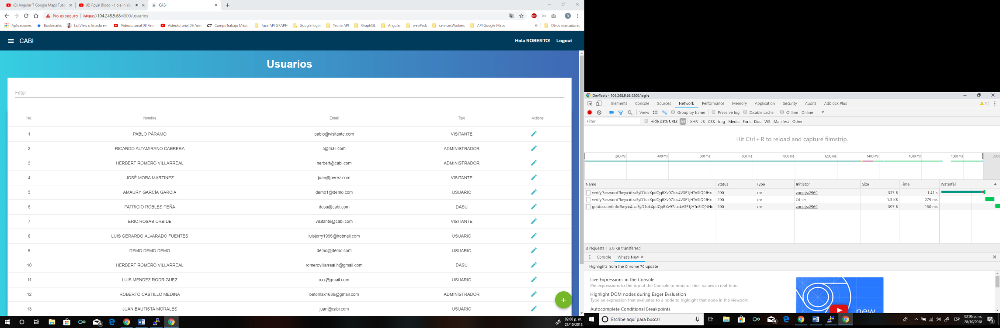 (8) Angular 7 Google Maps Tutor
(8) Royal Blood - Hole In You
CABI
No es seguro | https://104.248.9.68:4300/usuarios
Aplicaciones Bookmarks ListView o listado en Videotutorial 08 And Videotutorial 09 And CT CompuTrabajo Méxic Face API GRAPH Google login Teoria API GraphQL Angular webPack servicesWorkers API Google Maps » Otros marcadores
CABI Hola ROBERTO! Logout
Usuarios
Filter
No. Nombre Email Tipo Actions
1 PABLO PÁRAMO pablo@visitante.com VISITANTE
2 RICARDO ALTAMIRANO CABRERA r@mail.com ADMINISTRADOR
3 HERBERT ROMERO VILLARREAL herbert@cabi.com ADMINISTRADOR
4 JOSÉ MORA MARTINEZ juan@perez.com VISITANTE
5 AMAURY GARCÍA GARCÍA demo1@demo.com USUARIO
6 PATRICIO ROBLES PEÑA dasu@cabi.com DASU
7 ERIC ROSAS URBIDE visitante@cabi.com VISITANTE
8 LUIS GERARDO ALVARADO FUENTES luisjerry1995@hotmail.com USUARIO
9 DEMO DEMO DEMO demo@demo.com USUARIO
10 HERBERT ROMERO VILLARREAL romerovillarreal.h@gmail.com DASU
11 LUIS MENDEZ RODRIGUEZ xxx@gmail.com USUARIO
12 ROBERTO CASTILLO MEDINA betomax1636@gmail.com ADMINISTRADOR
13 JUAN BAUTISTA MORALES juan@cabi.com USUARIO
+
02:06 p. m.
28/10/2018
DevTools - 104.248.9.68:4300/login
Elements Console Sources Network Performance Memory Application Security Audits Adblock Plus 1
View: Group by frame Preserve log Disable cache Offline Online
Filter Hide data URLs All XHR JS CSS Img Media Font Doc WS Manifest Other
Hit Ctrl + R to reload and capture filmstrip.
200 ms 400 ms 600 ms 800 ms 1000 ms 1200 ms 1400 ms 1600 ms 1800 ms 2000
Name Status Type Initiator Size Time Waterfall
verifyPassword?key=AIzaSyD1ukXpdQqBXv97Jus4V3F1jHTnSIQ9JHc 200 xhr zone.js:2969 337 B 1.41 s
verifyPassword?key=AIzaSyD1ukXpdQqBXv97Jus4V3F1jHTnSIQ9JHc 200 xhr Other 1.3 KB 279 ms
getAccountInfo?key=AIzaSyD1ukXpdQqBXv97Jus4V3F1jHTnSIQ9JHc 200 xhr zone.js:2969 397 B 150 ms
3 requests | 2.0 KB transferred
Console What's New
Highlights from the Chrome 70 update
Live Expressions in the Console
Pin expressions to the top of the Console to monitor their values in real-time.
Highlight DOM nodes during Eager Evaluation
Type an expression that evaluates to a node to highlight that node in the viewport.
Autocomplete Conditional Breakpoints
new
Escribe aquí para buscar
ESP
02:06 p. m.
28/10/2018